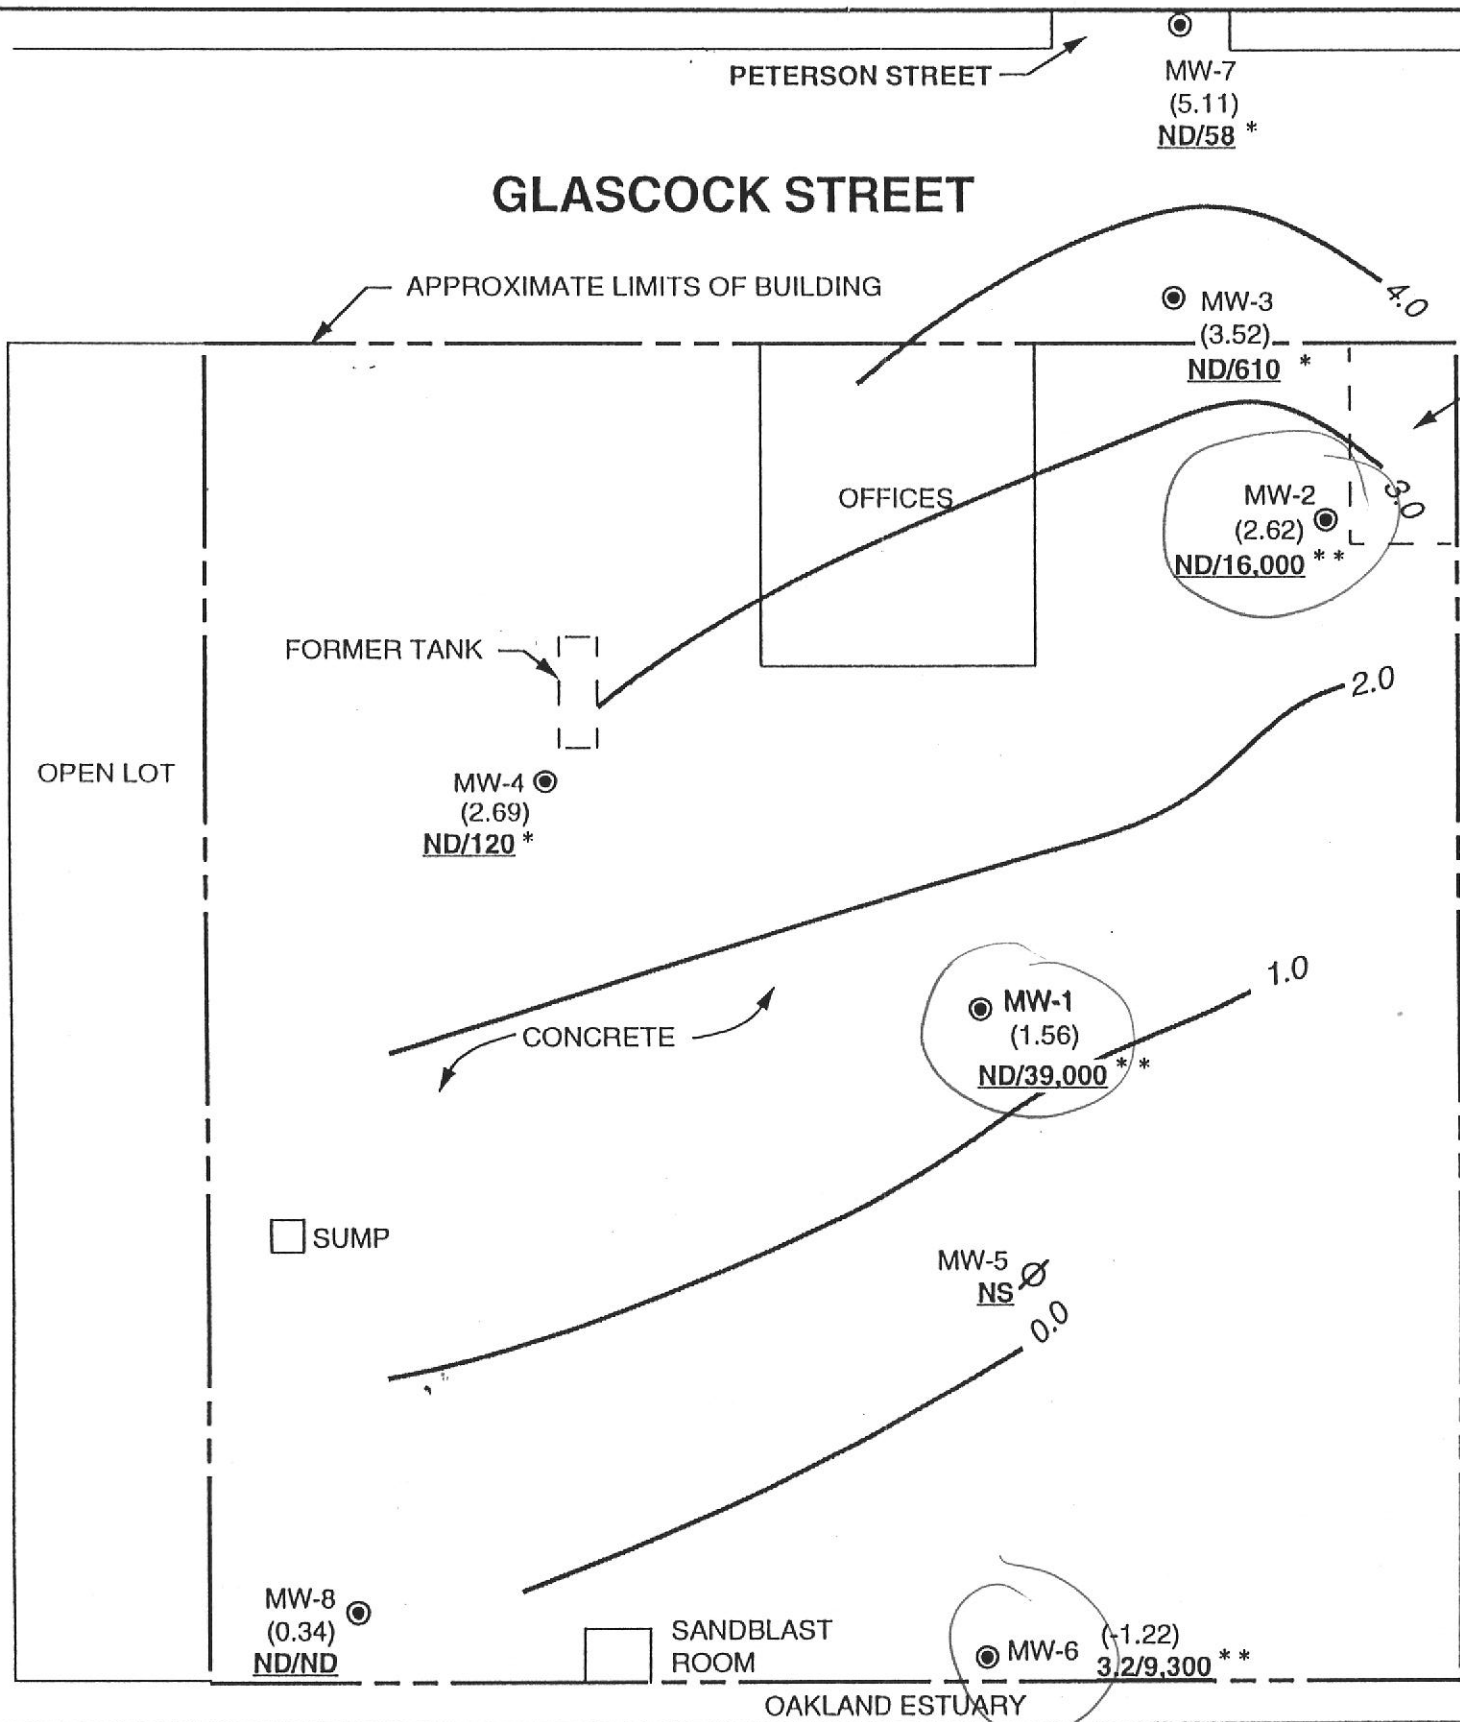 PETERSON STREET
MW-7
(5.11)
ND/58 *
GLASCOCK STREET
APPROXIMATE LIMITS OF BUILDING
4.0
MW-3
(3.52)
ND/610 *
OFFICES
3.0
MW-2
(2.62)
ND/16,000 * *
FORMER TANK
2.0
OPEN LOT
MW-4
(2.69)
ND/120 *
1.0
MW-1
(1.56)
ND/39,000 * *
CONCRETE
SUMP
MW-5
NS
0.0
MW-8
(0.34)
ND/ND
SANDBLAST
ROOM
MW-6
(-1.22)
3.2/9,300 * *
OAKLAND ESTUARY